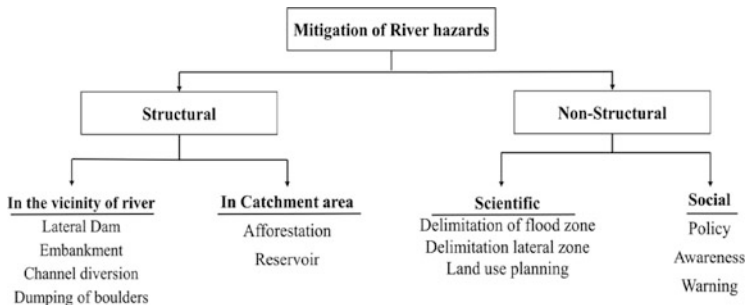 Mitigation of River hazards
Structural
Non-Structural
In the vicinity of river
Lateral Dam
Embankment
Channel diversion
Dumping of boulders
In Catchment area
Afforestation
Reservoir
Scientific
Delimitation of flood zone
Delimitation lateral zone
Land use planning
Social
Policy
Awareness
Warning